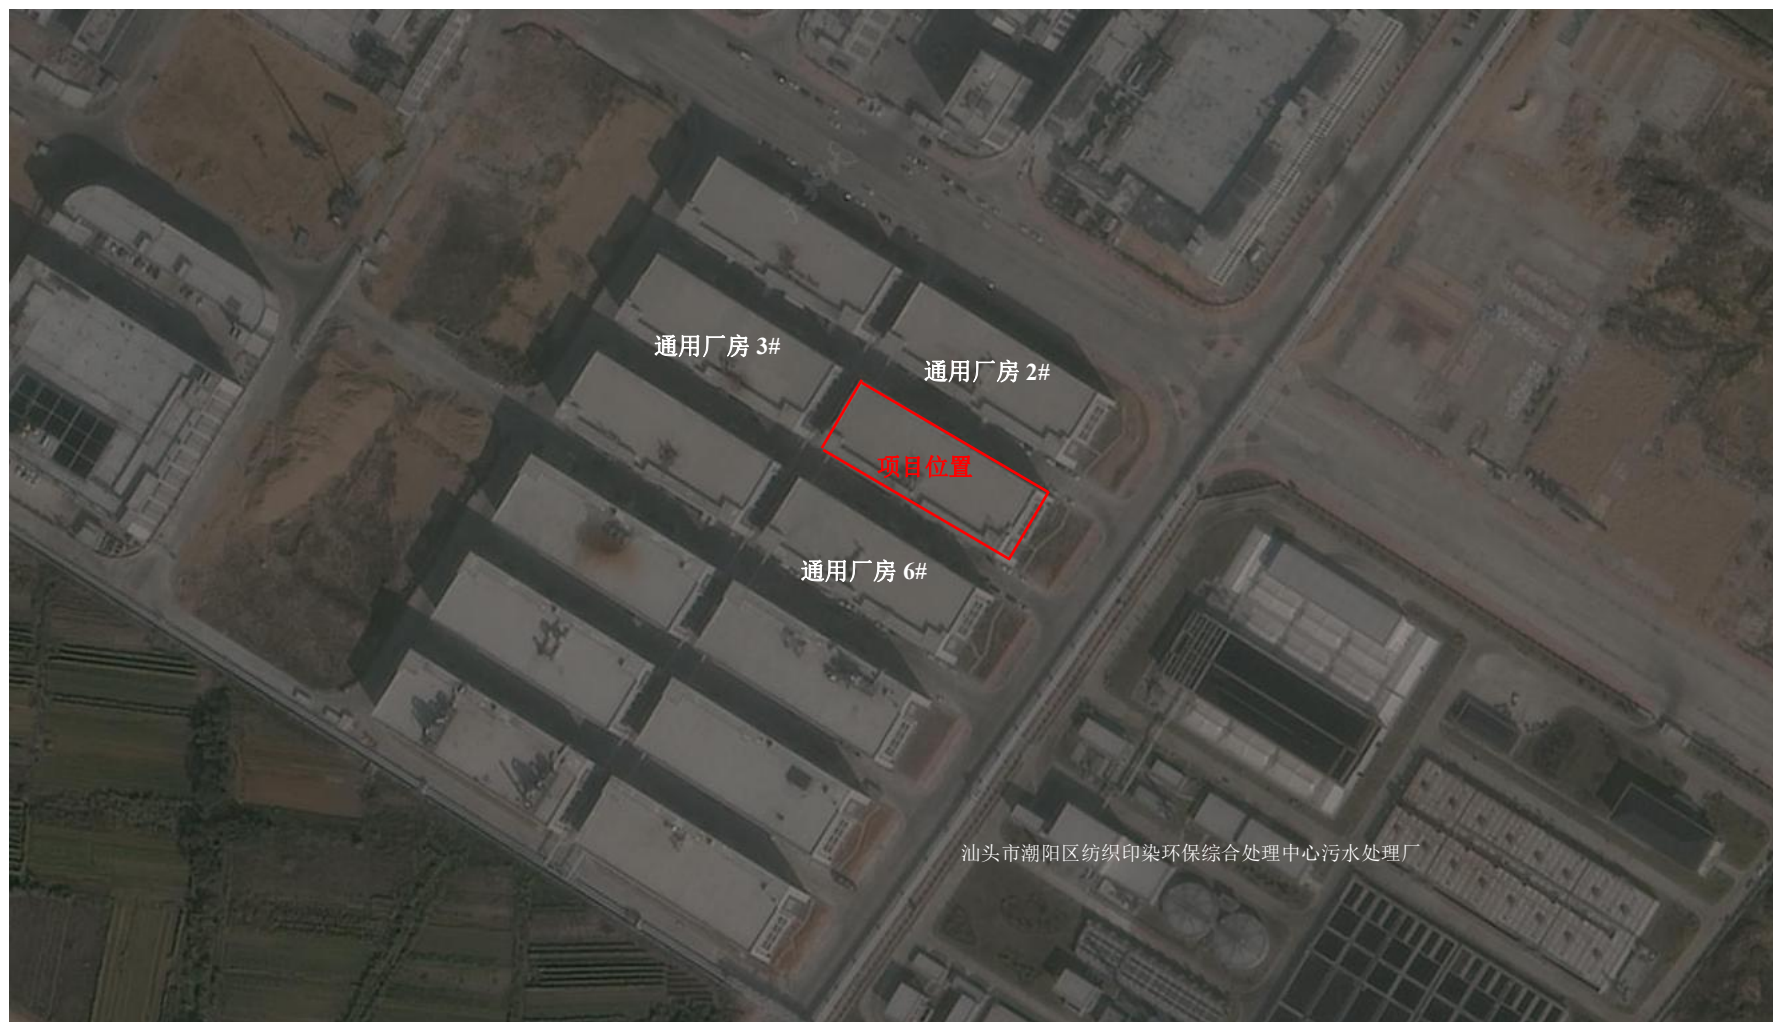 通用厂房 3#
通用厂房 2#
项目位置
通用厂房 6#
汕头市潮阳区纺织印染环保综合处理中心污水处理厂